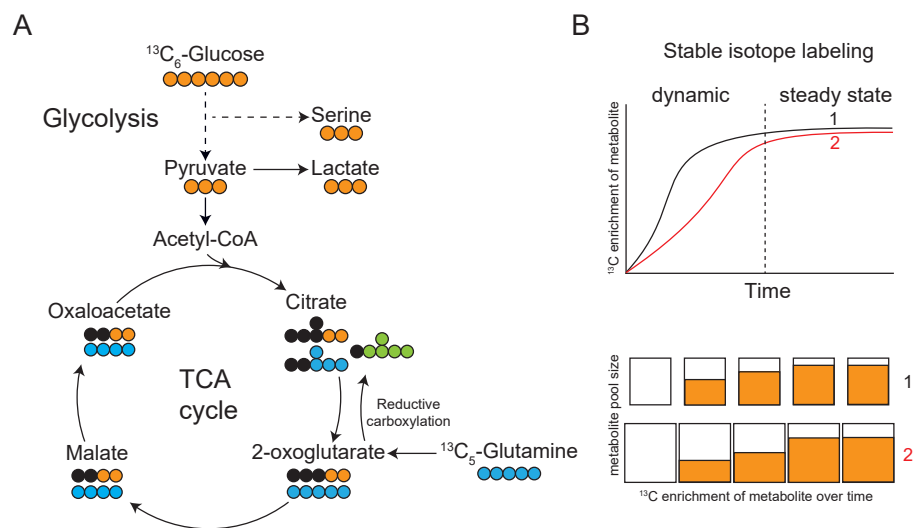 A
¹³C₆-Glucose
Glycolysis
Serine
Pyruvate
Lactate
Acetyl-CoA
Oxaloacetate
Citrate
TCA
cycle
Reductive
carboxylation
Malate
2-oxoglutarate
¹³C₅-Glutamine
B
Stable isotope labeling
dynamic
steady state
¹³C enrichment of metabolite
1
2
Time
metabolite pool size
1
2
¹³C enrichment of metabolite over time